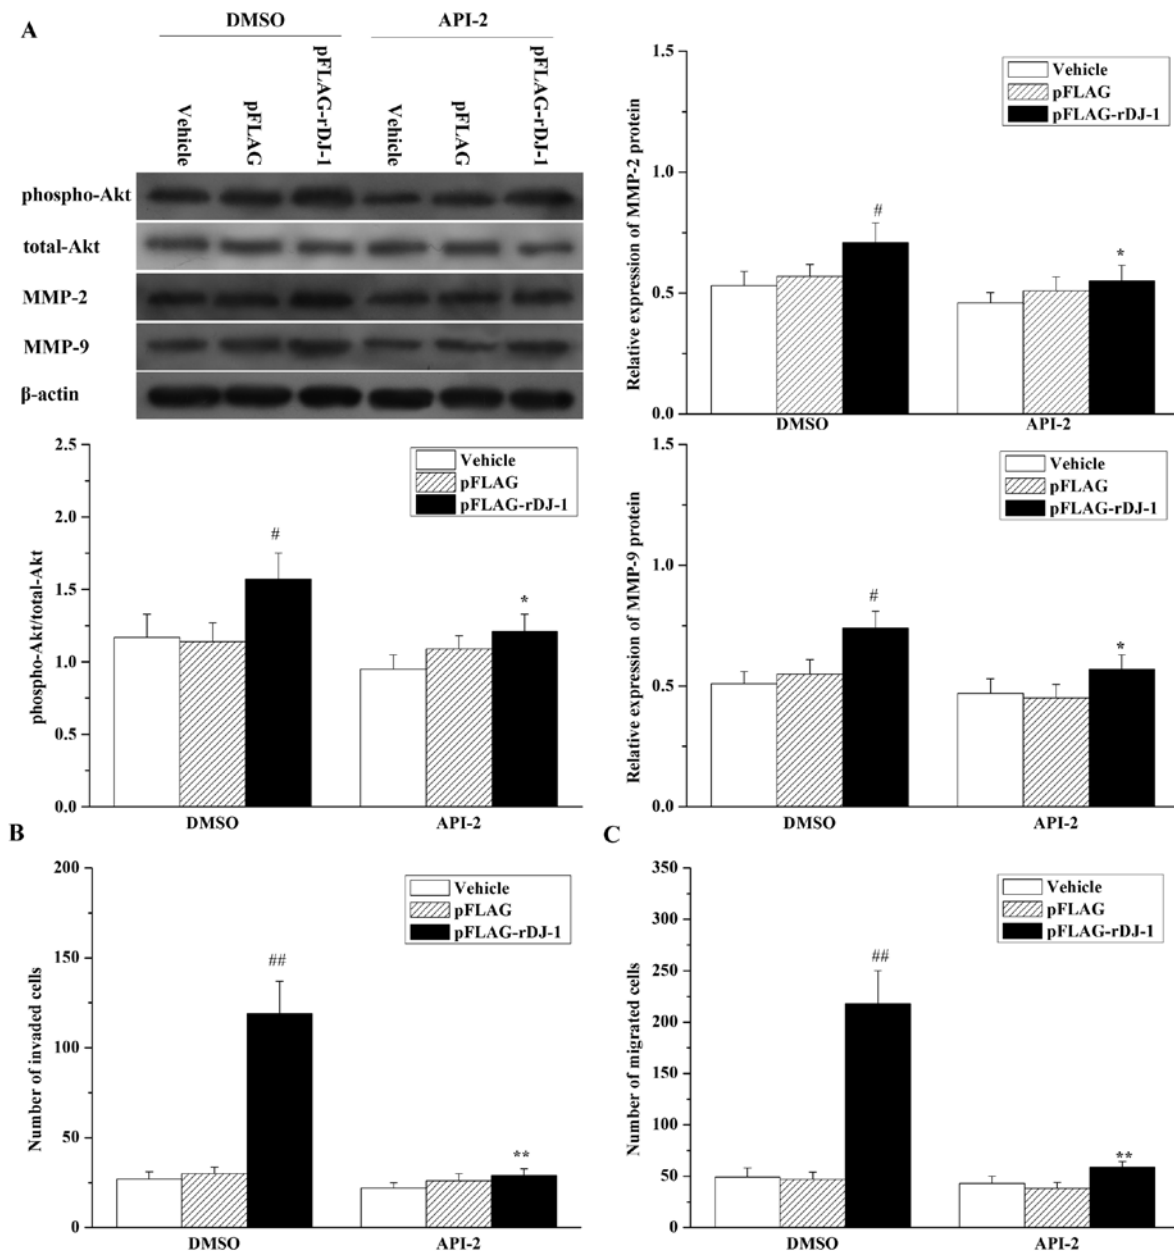 A
DMSO
API-2
Vehicle
pFLAG
pFLAG-rDJ-1
Vehicle
pFLAG
pFLAG-rDJ-1
phospho-Akt
total-Akt
MMP-2
MMP-9
β-actin
Relative expression of MMP-2 protein
1.5
1.0
0.5
0.0
Vehicle
pFLAG
pFLAG-rDJ-1
#
*
DMSO
API-2
phospho-Akt/total-Akt
2.5
2.0
1.5
1.0
0.5
0.0
Vehicle
pFLAG
pFLAG-rDJ-1
#
*
DMSO
API-2
Relative expression of MMP-9 protein
1.5
1.0
0.5
0.0
Vehicle
pFLAG
pFLAG-rDJ-1
#
*
DMSO
API-2
B
Number of invaded cells
200
150
100
50
0
Vehicle
pFLAG
pFLAG-rDJ-1
##
**
DMSO
API-2
C
Number of migrated cells
350
300
250
200
150
100
50
0
Vehicle
pFLAG
pFLAG-rDJ-1
##
**
DMSO
API-2